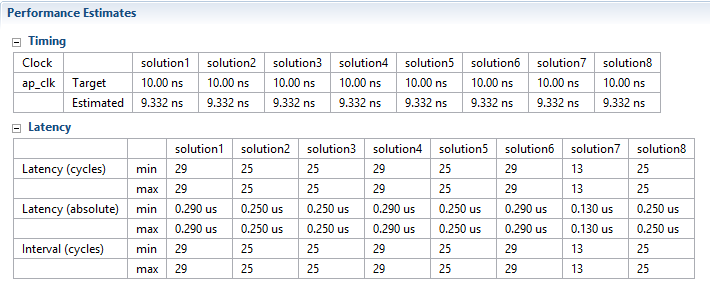 Performance Estimates
Timing
Clock solution1 solution2 solution3 solution4 solution5 solution6 solution7 solution8
ap_clk Target 10.00 ns 10.00 ns 10.00 ns 10.00 ns 10.00 ns 10.00 ns 10.00 ns 10.00 ns
Estimated 9.332 ns 9.332 ns 9.332 ns 9.332 ns 9.332 ns 9.332 ns 9.332 ns 9.332 ns
Latency
solution1 solution2 solution3 solution4 solution5 solution6 solution7 solution8
Latency (cycles) min 29 25 25 29 25 29 13 25
max 29 25 25 29 25 29 13 25
Latency (absolute) min 0.290 us 0.250 us 0.250 us 0.290 us 0.250 us 0.290 us 0.130 us 0.250 us
max 0.290 us 0.250 us 0.250 us 0.290 us 0.250 us 0.290 us 0.130 us 0.250 us
Interval (cycles) min 29 25 25 29 25 29 13 25
max 29 25 25 29 25 29 13 25